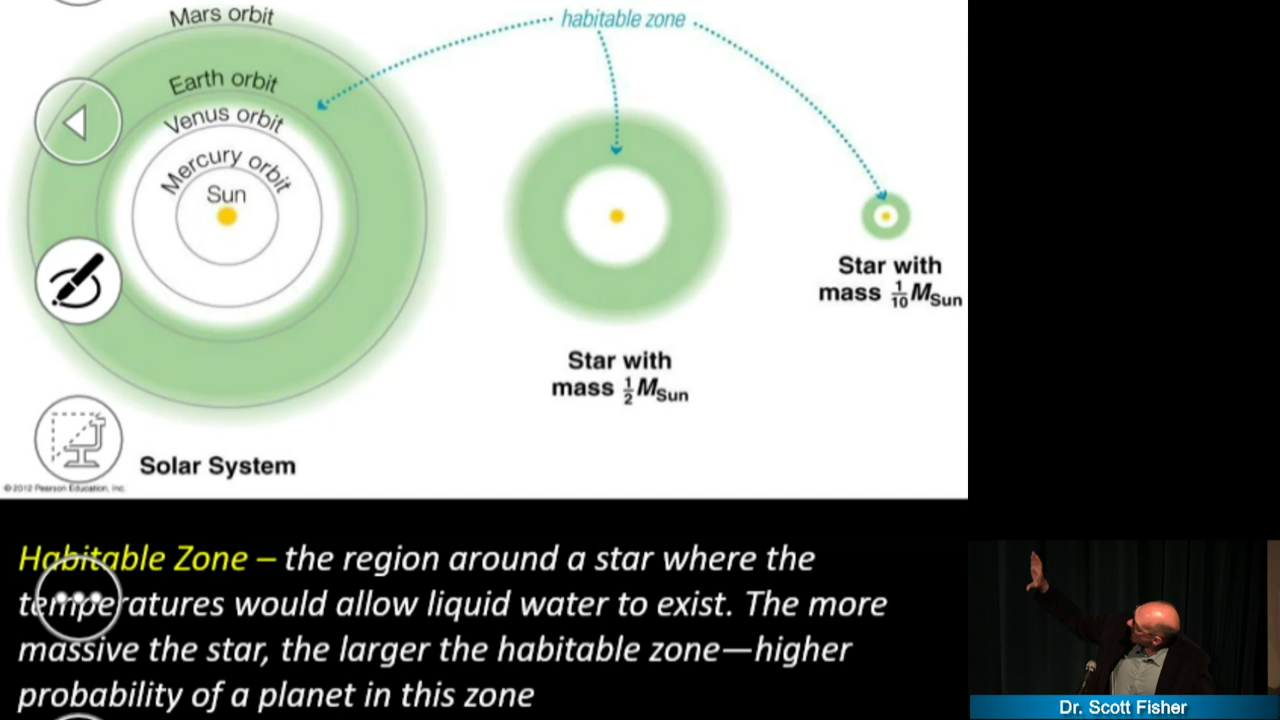 Mars orbit
habitable zone
Earth orbit
Venus orbit
Mercury orbit
Sun
Star with
mass 1/10 MSun
Star with
mass 1/2 MSun
Solar System
©2012 Pearson Education, Inc.
Habitable Zone – the region around a star where the
temperatures would allow liquid water to exist. The more
massive the star, the larger the habitable zone—higher
probability of a planet in this zone
Dr. Scott Fisher